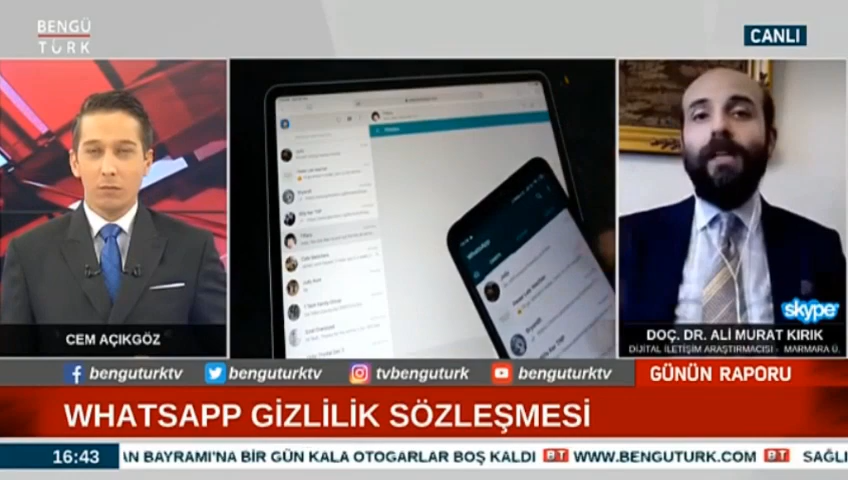 BENGÜ
TÜRK
CANLI
WhatsApp
CEM AÇIKGÖZ
skype
DOÇ. DR. ALİ MURAT KIRIK
DİJİTAL İLETİŞİM ARAŞTIRMACISI - MARMARA Ü.
benguturktv
benguturktv
tvbenguturk
benguturktv
GÜNÜN RAPORU
WHATSAPP GİZLİLİK SÖZLEŞMESİ
16:43
AN BAYRAMI'NA BİR GÜN KALA OTOGARLAR BOŞ KALDI BT WWW.BENGUTURK.COM BT SAĞLI